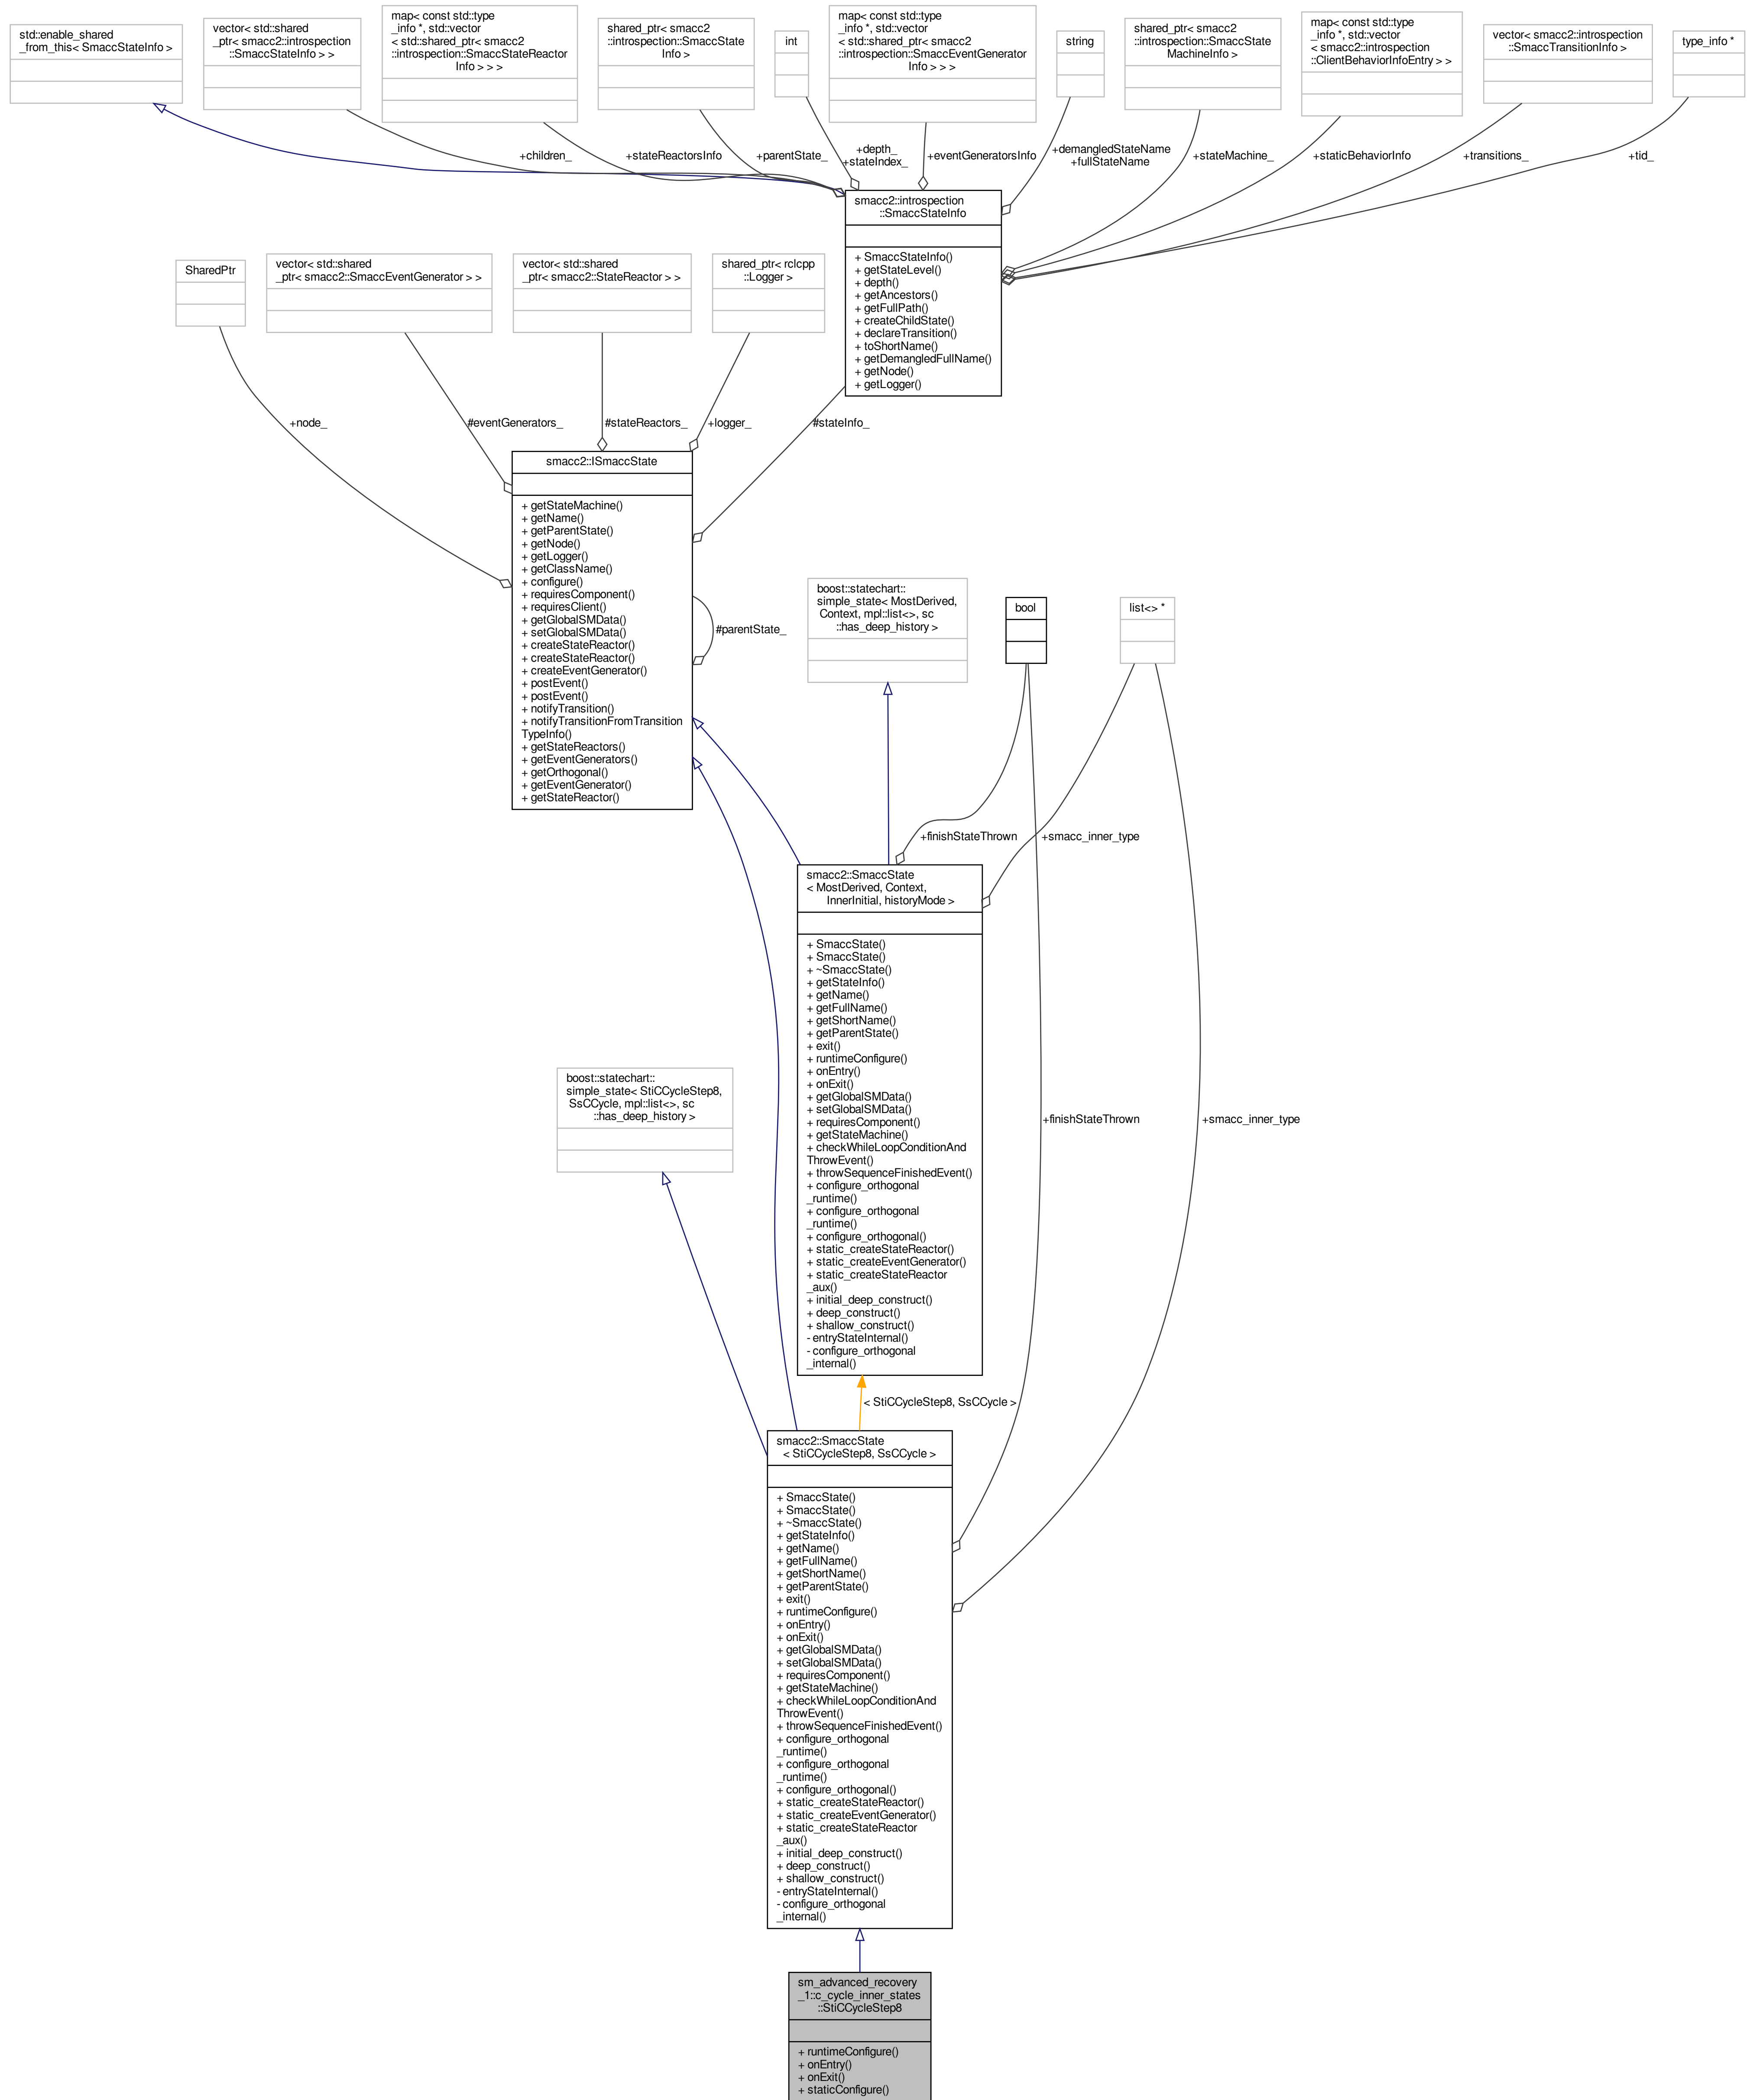 std::enable_shared
_from_this< SmaccStateInfo >
vector< std::shared
_ptr< smacc2::introspection
::SmaccStateInfo > >
map< const std::type
_info *, std::vector
< std::shared_ptr< smacc2
::introspection::SmaccStateReactor
Info > > >
shared_ptr< smacc2
::introspection::SmaccState
Info >
int
map< const std::type
_info *, std::vector
< std::shared_ptr< smacc2
::introspection::SmaccEventGenerator
Info > > >
string
shared_ptr< smacc2
::introspection::SmaccState
MachineInfo >
map< const std::type
_info *, std::vector
< smacc2::introspection
::ClientBehaviorInfoEntry > >
vector< smacc2::introspection
::SmaccTransitionInfo >
type_info *
+children_
+stateReactorsInfo
+parentState_
+depth_
+stateIndex_
+eventGeneratorsInfo
+demangledStateName
+fullStateName
+stateMachine_
+staticBehaviorInfo
+transitions_
+tid_
smacc2::introspection
::SmaccStateInfo
+ SmaccStateInfo()
+ getStateLevel()
+ depth()
+ getAncestors()
+ getFullPath()
+ createChildState()
+ declareTransition()
+ toShortName()
+ getDemangledFullName()
+ getNode()
+ getLogger()
SharedPtr
vector< std::shared
_ptr< smacc2::SmaccEventGenerator > >
vector< std::shared
_ptr< smacc2::StateReactor > >
shared_ptr< rclcpp
::Logger >
+node_
#eventGenerators_
#stateReactors_
+logger_
#stateInfo_
smacc2::ISmaccState
+ getStateMachine()
+ getName()
+ getParentState()
+ getNode()
+ getLogger()
+ getClassName()
+ configure()
+ requiresComponent()
+ requiresClient()
+ getGlobalSMData()
+ setGlobalSMData()
+ createStateReactor()
+ createStateReactor()
+ createEventGenerator()
+ postEvent()
+ postEvent()
+ notifyTransition()
+ notifyTransitionFromTransition
TypeInfo()
+ getStateReactors()
+ getEventGenerators()
+ getOrthogonal()
+ getEventGenerator()
+ getStateReactor()
#parentState_
boost::statechart::
simple_state< MostDerived,
Context, mpl::list<>, sc
::has_deep_history >
bool
list<> *
+finishStateThrown
+smacc_inner_type
smacc2::SmaccState
< MostDerived, Context,
InnerInitial, historyMode >
+ SmaccState()
+ SmaccState()
+ ~SmaccState()
+ getStateInfo()
+ getName()
+ getFullName()
+ getShortName()
+ getParentState()
+ exit()
+ runtimeConfigure()
+ onEntry()
+ onExit()
+ getGlobalSMData()
+ setGlobalSMData()
+ requiresComponent()
+ getStateMachine()
+ checkWhileLoopConditionAnd
ThrowEvent()
+ throwSequenceFinishedEvent()
+ configure_orthogonal
_runtime()
+ configure_orthogonal
_runtime()
+ configure_orthogonal()
+ static_createStateReactor()
+ static_createEventGenerator()
+ static_createStateReactor
_aux()
+ initial_deep_construct()
+ deep_construct()
+ shallow_construct()
- entryStateInternal()
- configure_orthogonal
_internal()
boost::statechart::
simple_state< StiCCycleStep8,
SsCCycle, mpl::list<>, sc
::has_deep_history >
+finishStateThrown
+smacc_inner_type
< StiCCycleStep8, SsCCycle >
smacc2::SmaccState
< StiCCycleStep8, SsCCycle >
+ SmaccState()
+ SmaccState()
+ ~SmaccState()
+ getStateInfo()
+ getName()
+ getFullName()
+ getShortName()
+ getParentState()
+ exit()
+ runtimeConfigure()
+ onEntry()
+ onExit()
+ getGlobalSMData()
+ setGlobalSMData()
+ requiresComponent()
+ getStateMachine()
+ checkWhileLoopConditionAnd
ThrowEvent()
+ throwSequenceFinishedEvent()
+ configure_orthogonal
_runtime()
+ configure_orthogonal
_runtime()
+ configure_orthogonal()
+ static_createStateReactor()
+ static_createEventGenerator()
+ static_createStateReactor
_aux()
+ initial_deep_construct()
+ deep_construct()
+ shallow_construct()
- entryStateInternal()
- configure_orthogonal
_internal()
sm_advanced_recovery
_1::c_cycle_inner_states
::StiCCycleStep8
+ runtimeConfigure()
+ onEntry()
+ onExit()
+ staticConfigure()